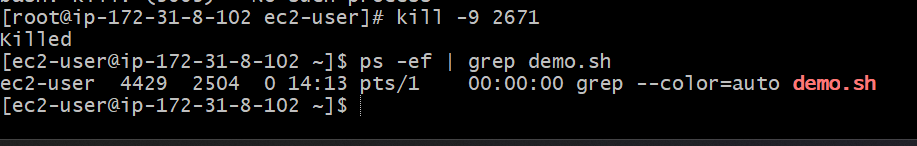 [root@ip-172-31-8-102 ec2-user]# kill -9 2671
Killed
[ec2-user@ip-172-31-8-102 ~]$ ps -ef | grep demo.sh
ec2-user  4429  2504  0 14:13 pts/1    00:00:00 grep --color=auto demo.sh
[ec2-user@ip-172-31-8-102 ~]$